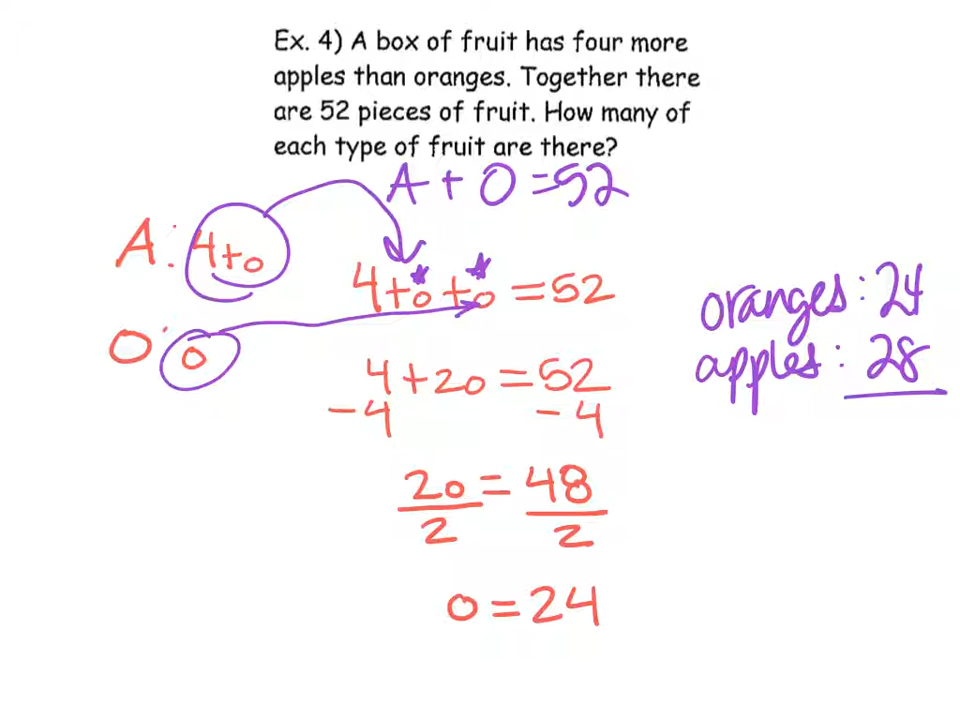 Ex. 4) A box of fruit has four more
apples than oranges. Together there
are 52 pieces of fruit. How many of
each type of fruit are there?
A + O = 52
A: 4+o
4+o* +o* = 52
O: o
oranges: 24
apples: 28
4+2o = 52
-4 -4
2o = 48
2 2
o = 24